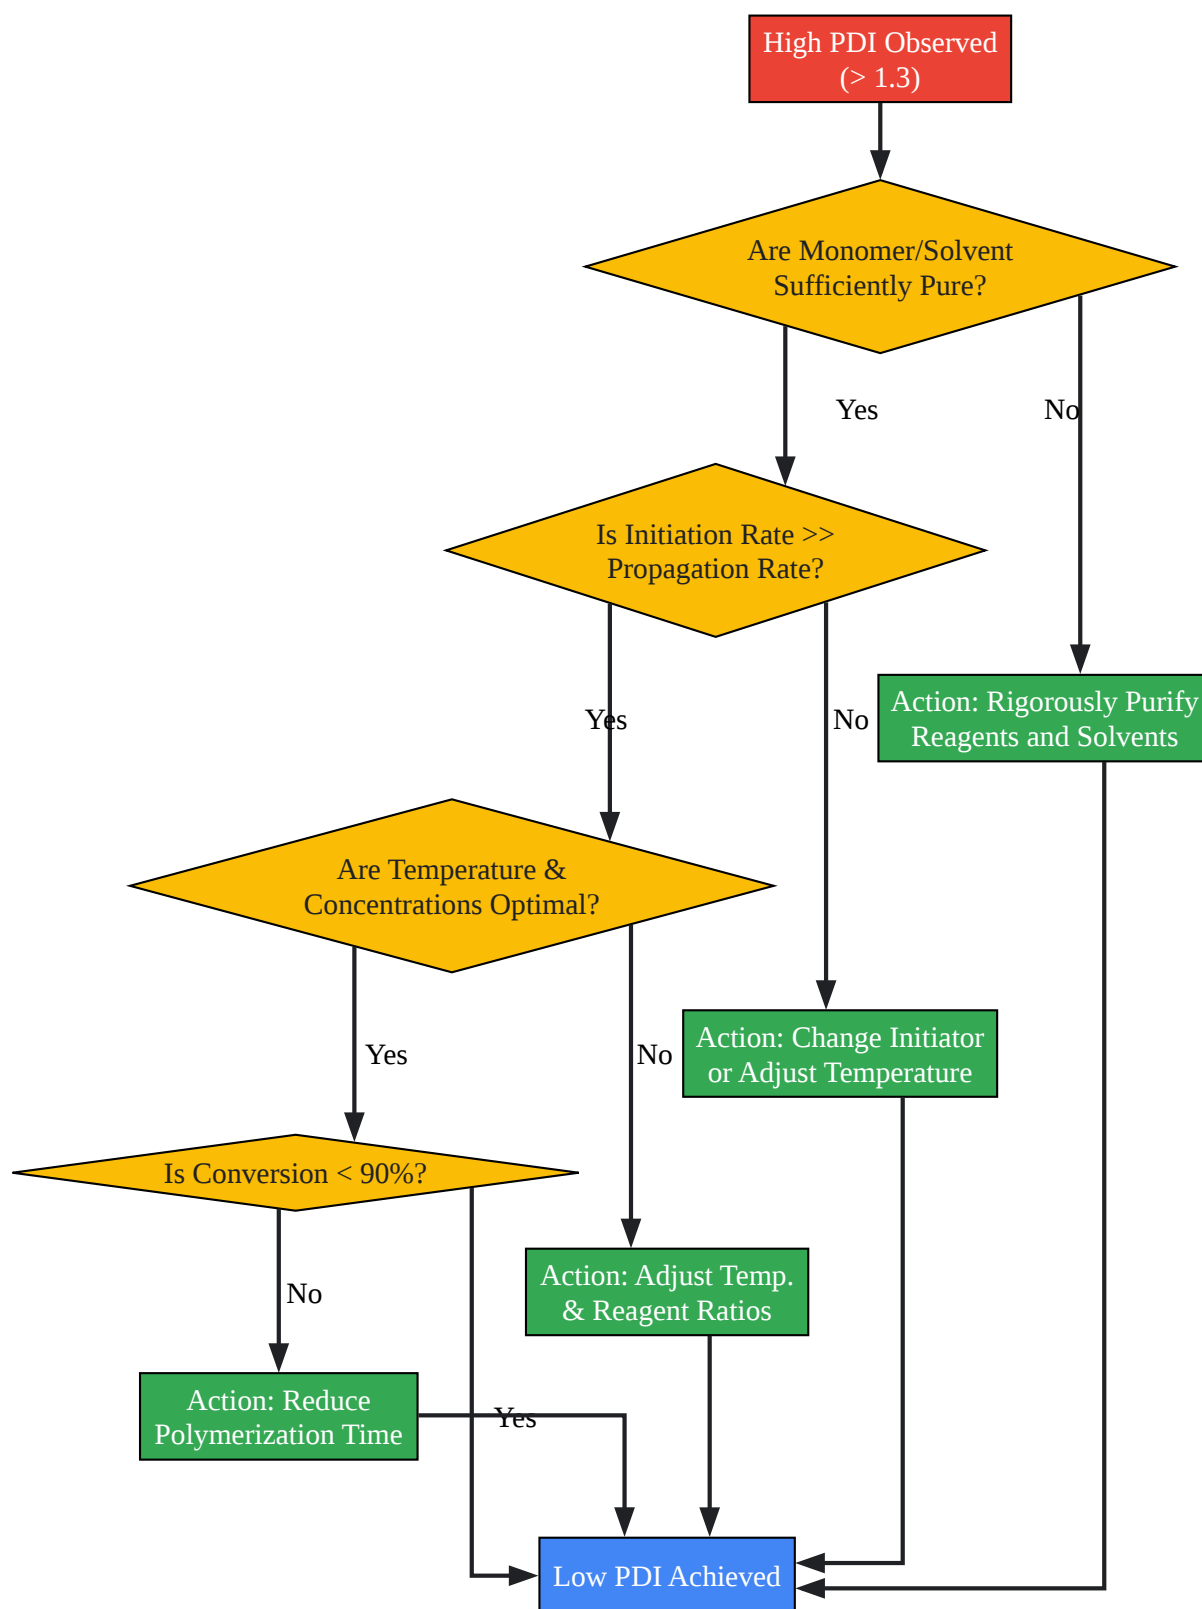 High PDI Observed
(> 1.3)
Are Monomer/Solvent
Sufficiently Pure?
Yes
No
Is Initiation Rate >>
Propagation Rate?
Yes
No
Action: Rigorously Purify
Reagents and Solvents
Are Temperature &
Concentrations Optimal?
Yes
No
Action: Change Initiator
or Adjust Temperature
Is Conversion < 90%?
No
Action: Adjust Temp.
& Reagent Ratios
Action: Reduce
Polymerization Time
Yes
Low PDI Achieved